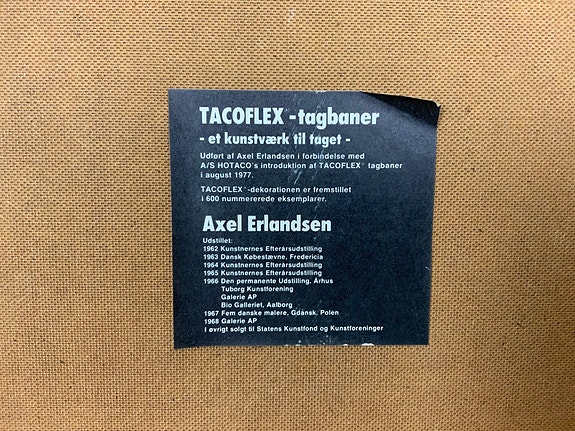 TACOFLEX -tagbaner
- et kunstværk til taget -
Udført af Axel Erlandsen i forbindelse med
A/S HOTACO's introduktion af TACOFLEX® tagbaner
i august 1977.
TACOFLEX®-dekorationen er fremstillet
i 600 nummererede eksemplarer.
Axel Erlandsen
Udstillet:
1962 Kunstnernes Efterårsudstilling
1963 Dansk Købestævne, Fredericia
1964 Kunstnernes Efterårsudstilling
1965 Kunstnernes Efterårsudstilling
1966 Den permanente Udstilling, Århus
Tuborg Kunstforening
Galerie AP
Bio Galleriet, Aalborg
1967 Fem danske malere, Gdansk, Polen
1968 Galerie AP
I øvrigt solgt til Statens Kunstfond og Kunstforeninger